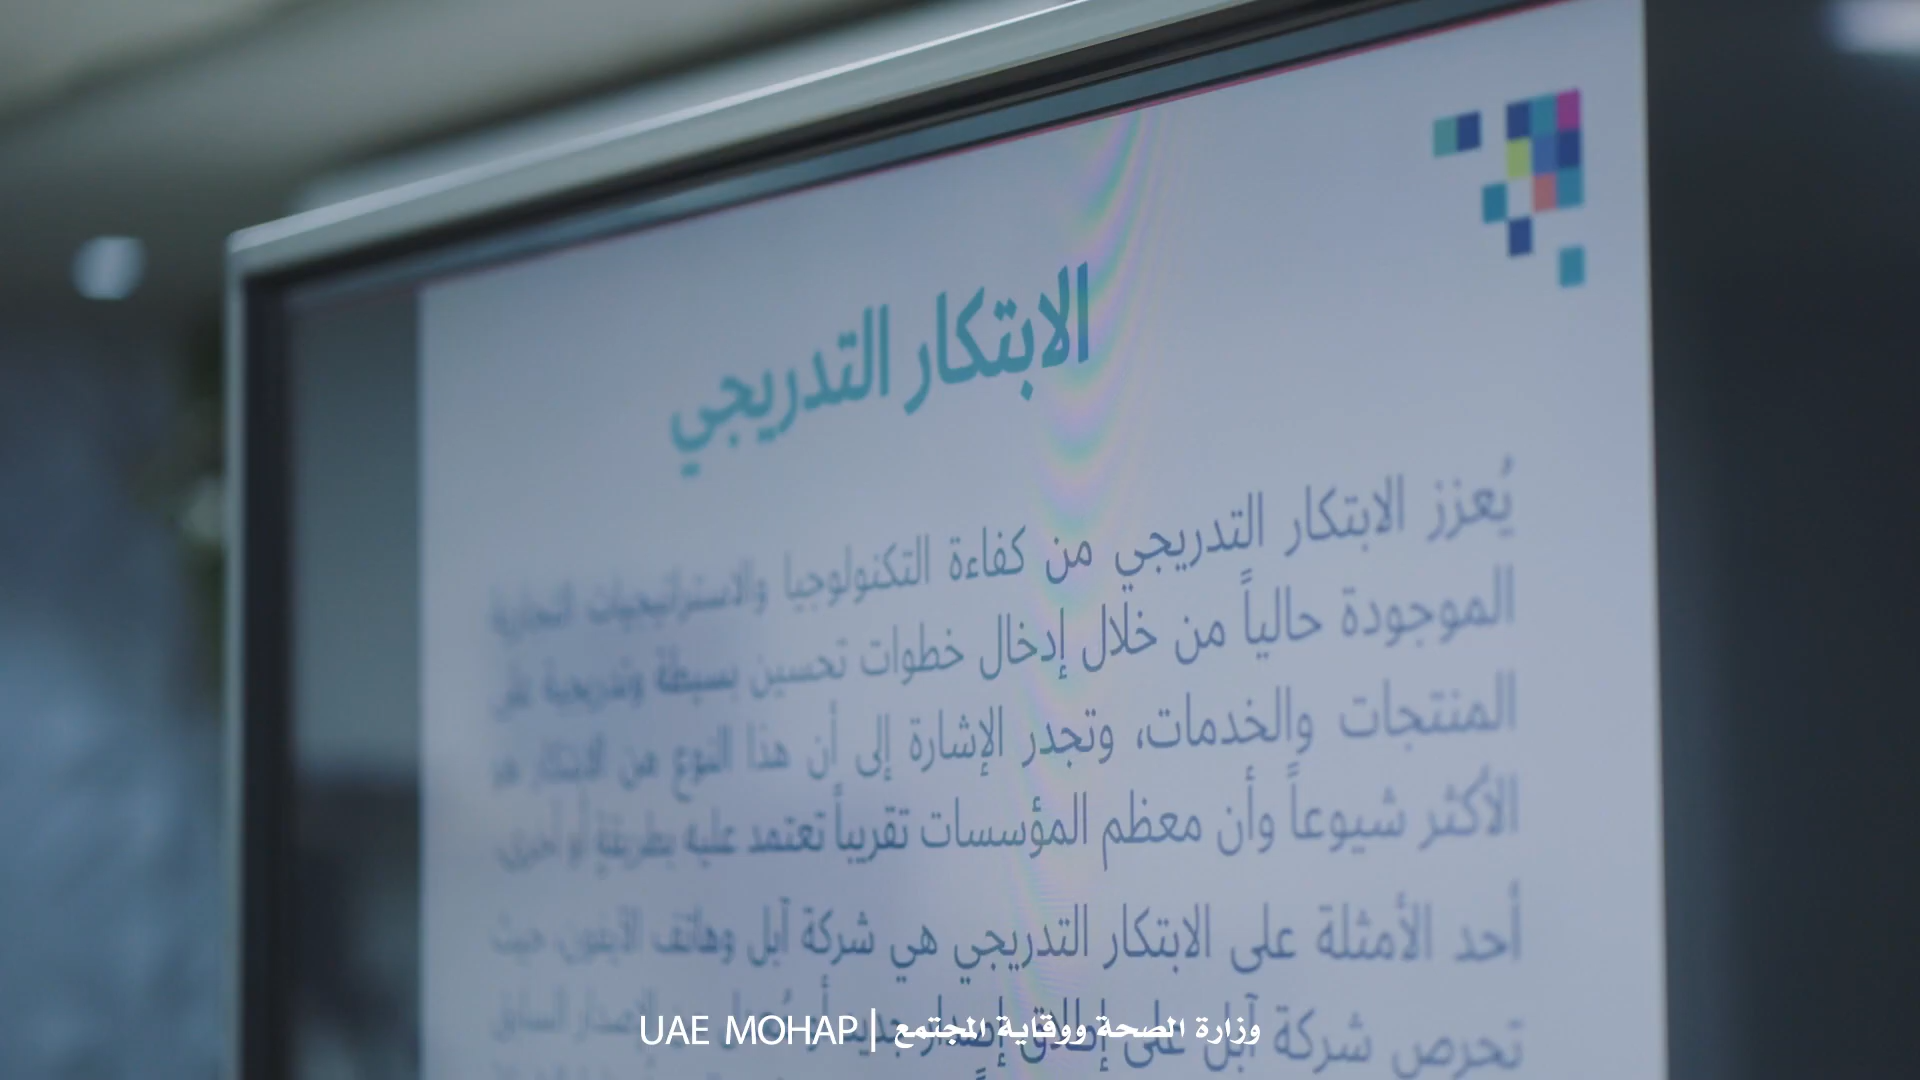 الابتكار التدريجي
يُعزز الابتكار التدريجي من كفاءة التكنولوجيا والاستراتيجيات التجارية
الموجودة حالياً من خلال إدخال خطوات تحسين بسيطة وتدريجية على
المنتجات والخدمات، وتجدر الإشارة إلى أن هذا النوع من الابتكار هو
الأكثر شيوعاً وأن معظم المؤسسات تقريباً تعتمد عليه بطريقةٍ أو أخرى.
أحد الأمثلة على الابتكار التدريجي هي شركة آبل وهاتف الآيفون، حيث
تحرص شركة آبل على إطلاق إصدار جديد
UAE MOHAP | وزارة الصحة ووقاية المجتمع